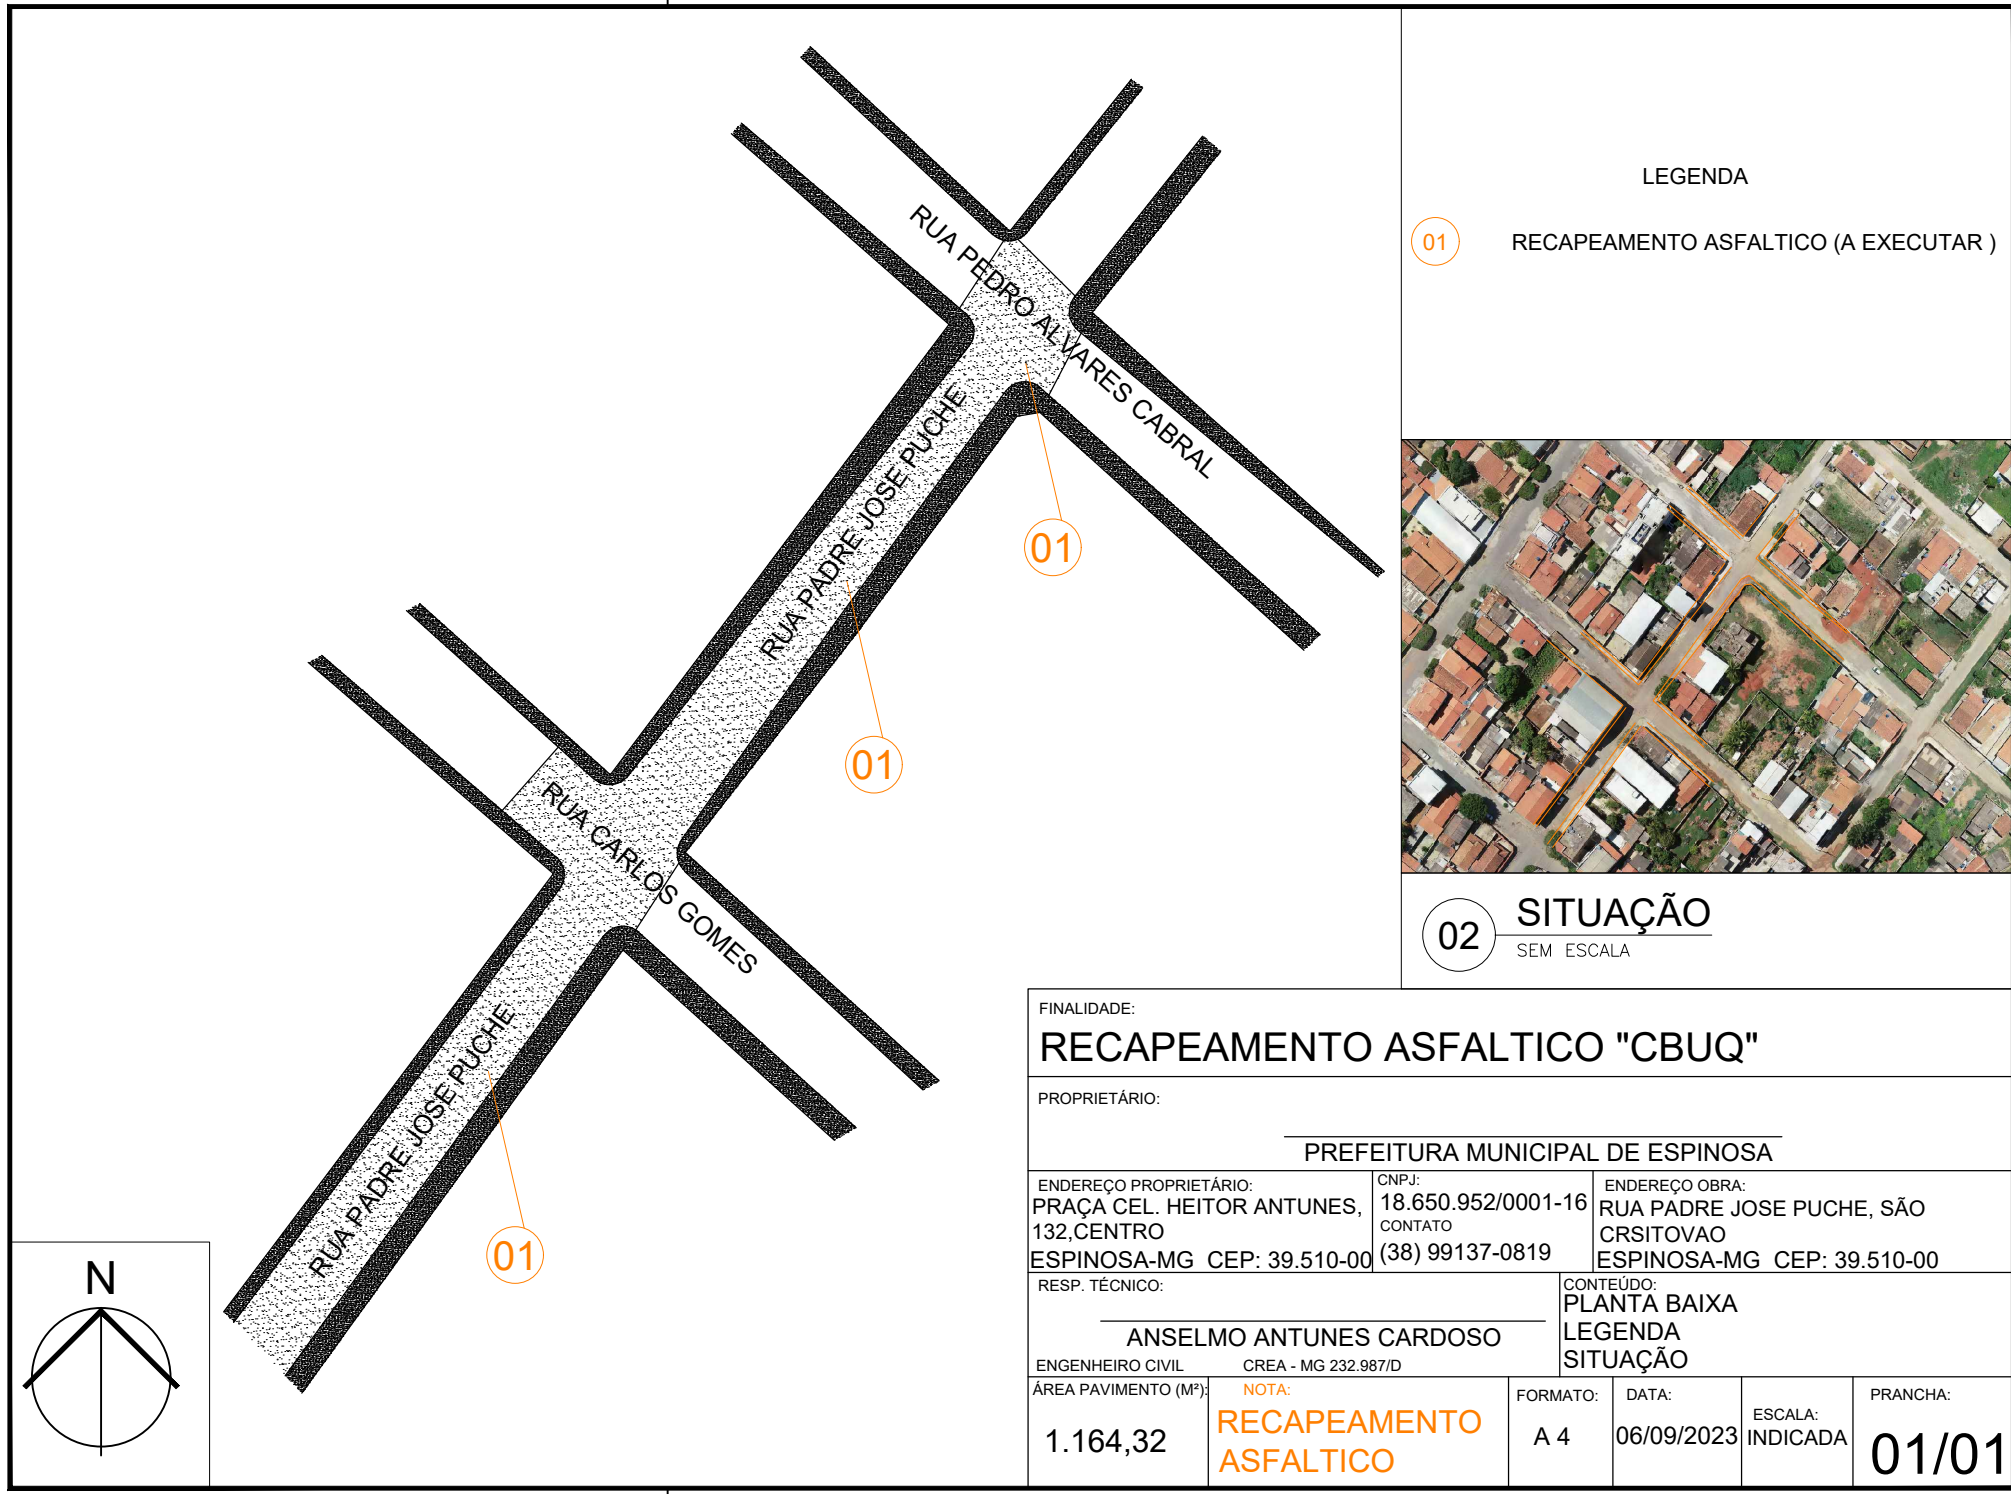 RUA PEDRO ALVARES CABRAL
RUA PADRE JOSE PUCHE
01
01
RUA CARLOS GOMES
RUA PADRE JOSE PUCHE
01
N
LEGENDA
01 RECAPEAMENTO ASFALTICO (A EXECUTAR )
02 SITUAÇÃO
SEM ESCALA
FINALIDADE:
RECAPEAMENTO ASFALTICO "CBUQ"
PROPRIETÁRIO:
PREFEITURA MUNICIPAL DE ESPINOSA
ENDEREÇO PROPRIETÁRIO:
PRAÇA CEL. HEITOR ANTUNES,
132,CENTRO
ESPINOSA-MG CEP: 39.510-00
CNPJ:
18.650.952/0001-16
CONTATO
(38) 99137-0819
ENDEREÇO OBRA:
RUA PADRE JOSE PUCHE, SÃO
CRSITOVAO
ESPINOSA-MG CEP: 39.510-00
RESP. TÉCNICO:
ANSELMO ANTUNES CARDOSO
ENGENHEIRO CIVIL CREA - MG 232.987/D
CONTEÚDO:
PLANTA BAIXA
LEGENDA
SITUAÇÃO
ÁREA PAVIMENTO (M²):
1.164,32
NOTA:
RECAPEAMENTO
ASFALTICO
FORMATO:
A 4
DATA:
06/09/2023
ESCALA:
INDICADA
PRANCHA:
01/01